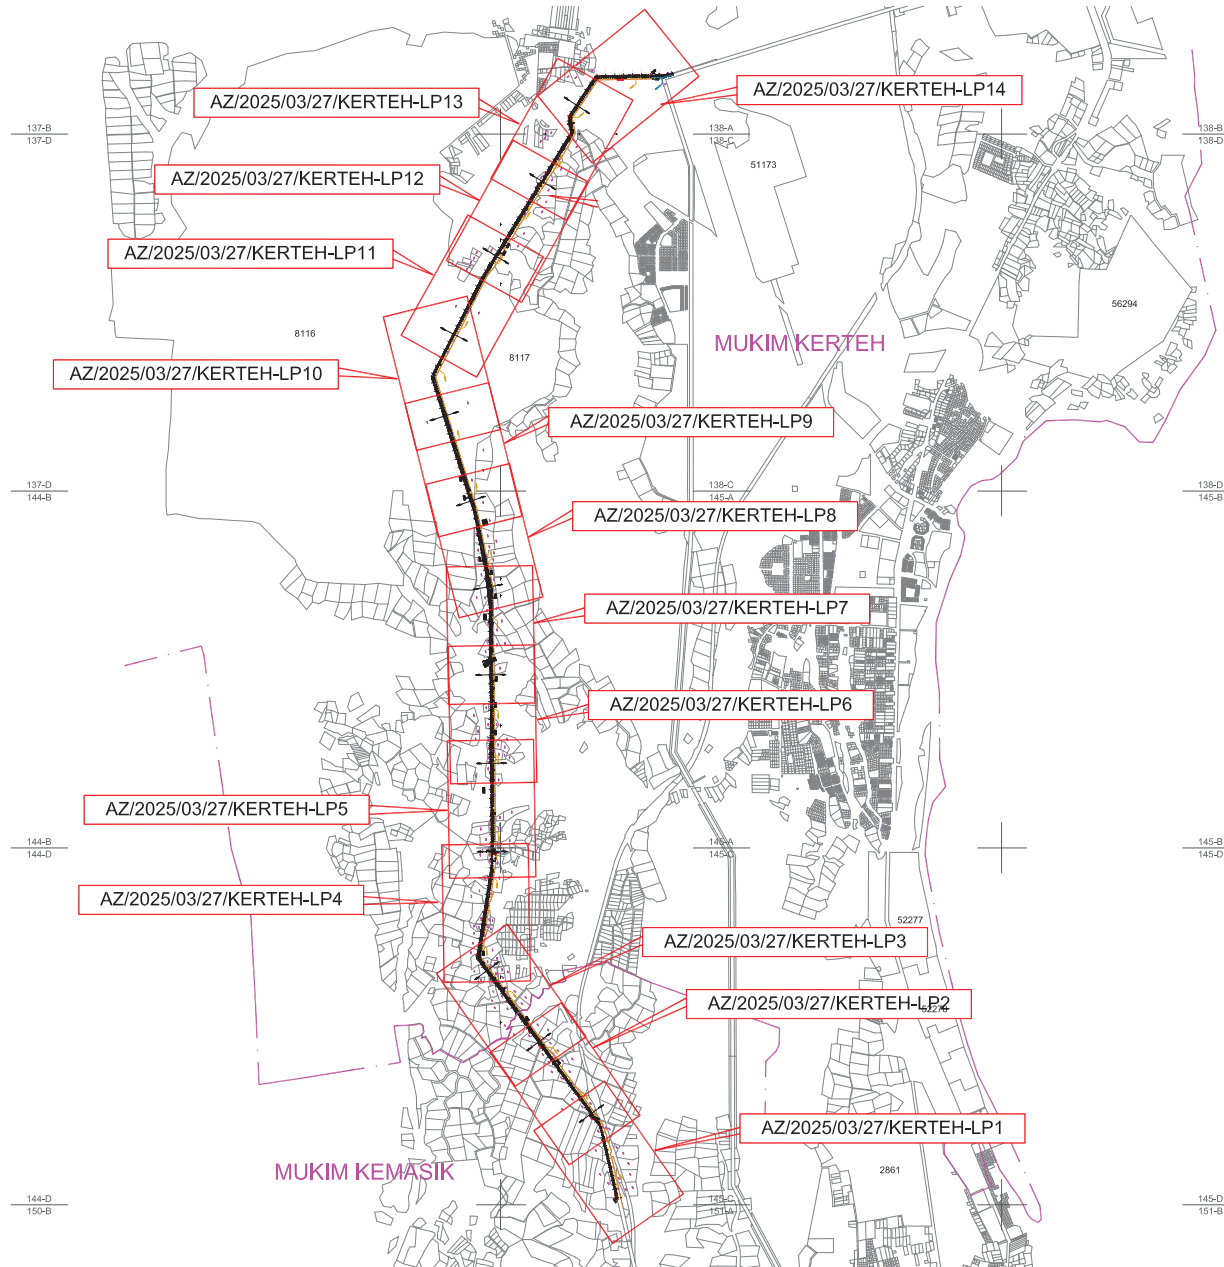 AZ/2025/03/27/KERTEH-LP14
AZ/2025/03/27/KERTEH-LP13
137-B
137-D
138-A
138-C
138-B
138-D
51173
AZ/2025/03/27/KERTEH-LP12
AZ/2025/03/27/KERTEH-LP11
56294
8116
MUKIM KERTEH
8117
AZ/2025/03/27/KERTEH-LP10
AZ/2025/03/27/KERTEH-LP9
137-D
144-B
138-C
145-A
138-D
145-B
AZ/2025/03/27/KERTEH-LP8
AZ/2025/03/27/KERTEH-LP7
AZ/2025/03/27/KERTEH-LP6
AZ/2025/03/27/KERTEH-LP5
144-B
144-D
145-A
145-C
145-B
145-D
AZ/2025/03/27/KERTEH-LP4
52277
AZ/2025/03/27/KERTEH-LP3
AZ/2025/03/27/KERTEH-LP2
52278
AZ/2025/03/27/KERTEH-LP1
MUKIM KEMASIK
2861
144-D
150-B
145-C
151-A
145-D
151-B